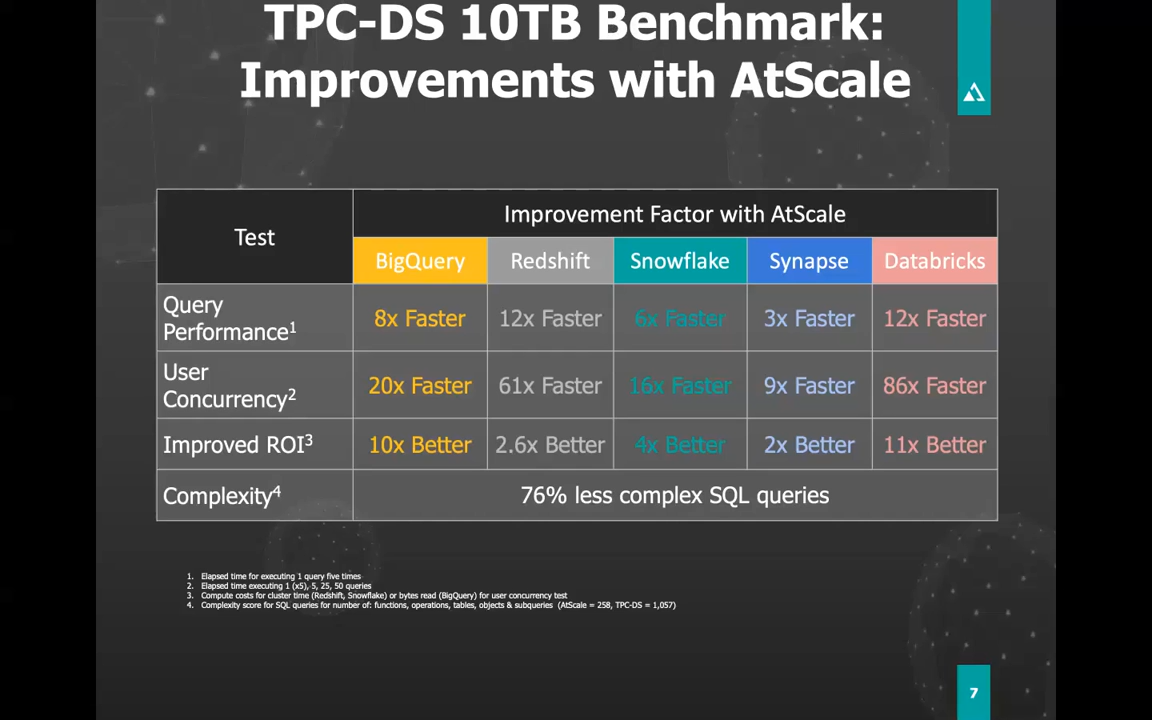 TPC-DS 10TB Benchmark:
Improvements with AtScale
Test
Improvement Factor with AtScale
BigQuery Redshift Snowflake Synapse Databricks
Query
Performance1
8x Faster 12x Faster 6x Faster 3x Faster 12x Faster
User
Concurrency2
20x Faster 61x Faster 16x Faster 9x Faster 86x Faster
Improved ROI3 10x Better 2.6x Better 4x Better 2x Better 11x Better
Complexity4 76% less complex SQL queries
1. Elapsed time for executing 1 query five times
2. Elapsed time executing 1 (x5), 5, 25, 50 queries
3. Compute costs for cluster time (Redshift, Snowflake) or bytes read (BigQuery) for user concurrency test
4. Complexity score for SQL queries for number of: functions, operations, tables, objects & subqueries (AtScale = 258, TPC-DS = 1,057)
7